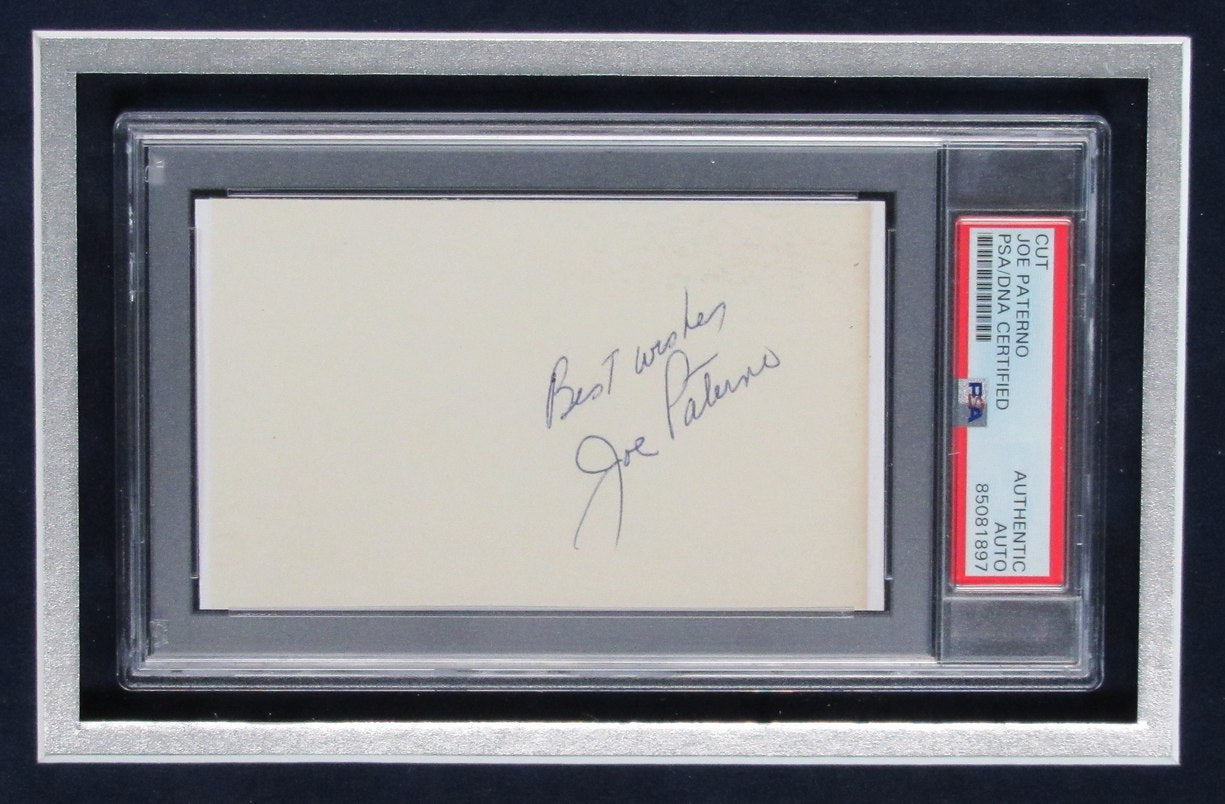 Best wishes
Joe Paterno
CUT
JOE PATERNO
PSA/DNA CERTIFIED
AUTHENTIC
AUTO
85081897
PSA